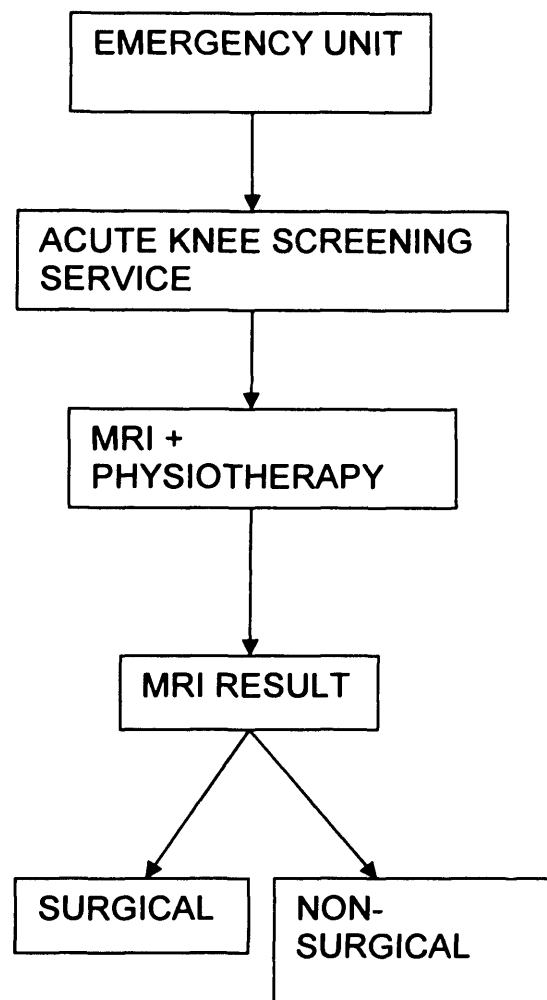 EMERGENCY UNIT
ACUTE KNEE SCREENING
SERVICE
MRI +
PHYSIOTHERAPY
MRI RESULT
SURGICAL
NON-
SURGICAL